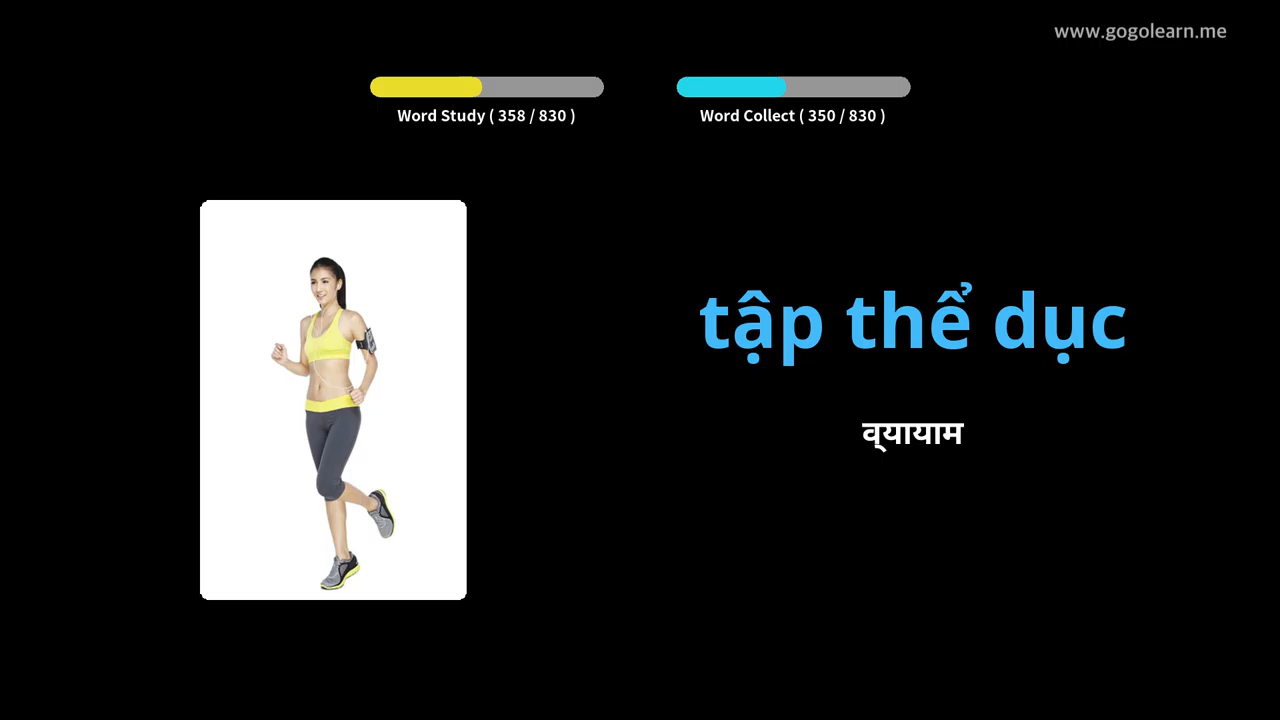 www.gogolearn.me
Word Study ( 358 / 830 )
Word Collect ( 350 / 830 )
tập thể dục
व्यायाम